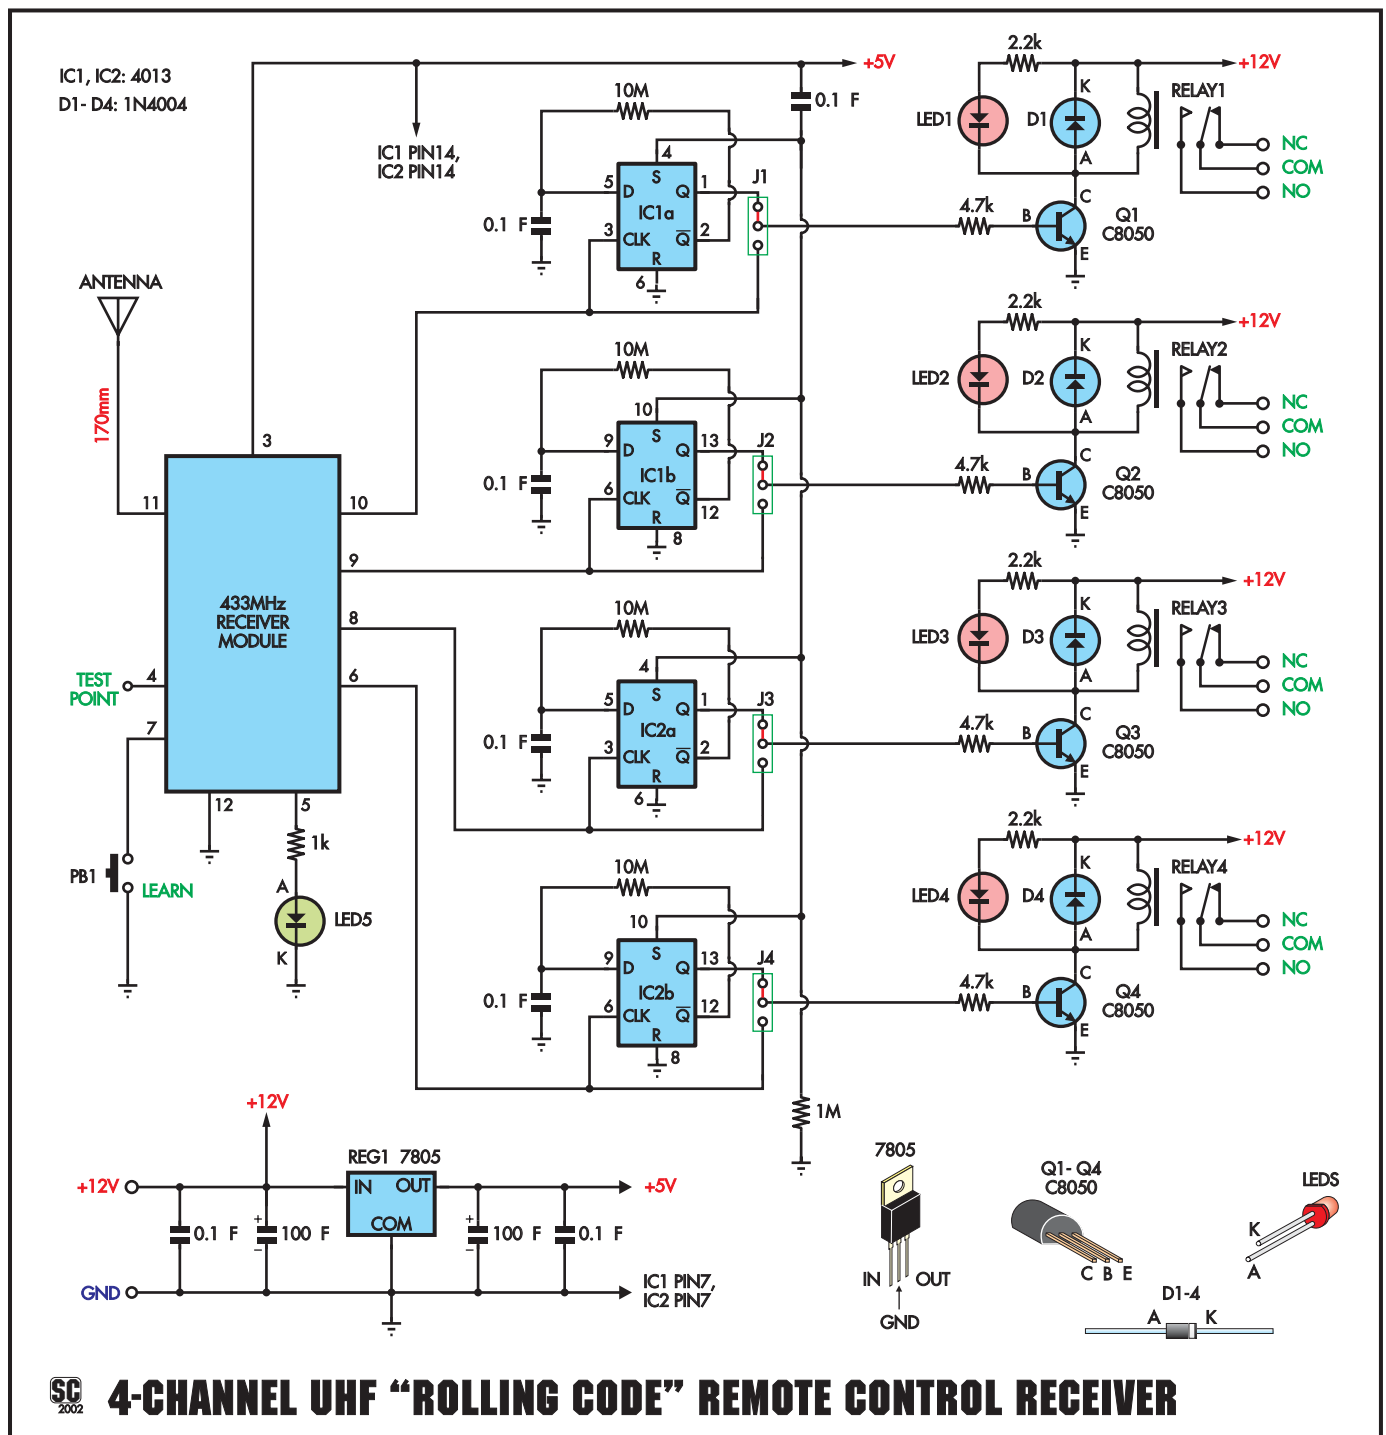 IC1, IC2: 4013
D1- D4: 1N4004
+5V
10M
0.1 F
IC1 PIN14,
IC2 PIN14
4
S
5
D
Q
1
IC1a
3
CLK
Q
2
R
6
0.1 F
J1
2.2k
+12V
LED1
D1
K
A
RELAY1
NC
COM
NO
4.7k
B
C
E
Q1
C8050
ANTENNA
170mm
10M
10
S
9
D
Q
13
IC1b
6
CLK
Q
12
R
8
0.1 F
J2
2.2k
+12V
LED2
D2
K
A
RELAY2
NC
COM
NO
4.7k
B
C
E
Q2
C8050
3
11
10
9
8
6
4
7
12
5
433MHz
RECEIVER
MODULE
TEST
POINT
PB1
LEARN
1k
A
LED5
K
10M
4
S
5
D
Q
1
IC2a
3
CLK
Q
2
R
6
0.1 F
J3
2.2k
+12V
LED3
D3
K
A
RELAY3
NC
COM
NO
4.7k
B
C
E
Q3
C8050
10M
10
S
9
D
Q
13
IC2b
6
CLK
Q
12
R
8
0.1 F
J4
2.2k
+12V
LED4
D4
K
A
RELAY4
NC
COM
NO
4.7k
B
C
E
Q4
C8050
1M
+12V
REG1 7805
+12V
IN
OUT
COM
+5V
0.1 F
+
100 F
–
+
100 F
–
0.1 F
GND
IC1 PIN7,
IC2 PIN7
7805
IN
OUT
GND
Q1- Q4
C8050
C B E
LEDS
K
A
D1-4
A
K
SC
2002
4-CHANNEL UHF “ROLLING CODE” REMOTE CONTROL RECEIVER